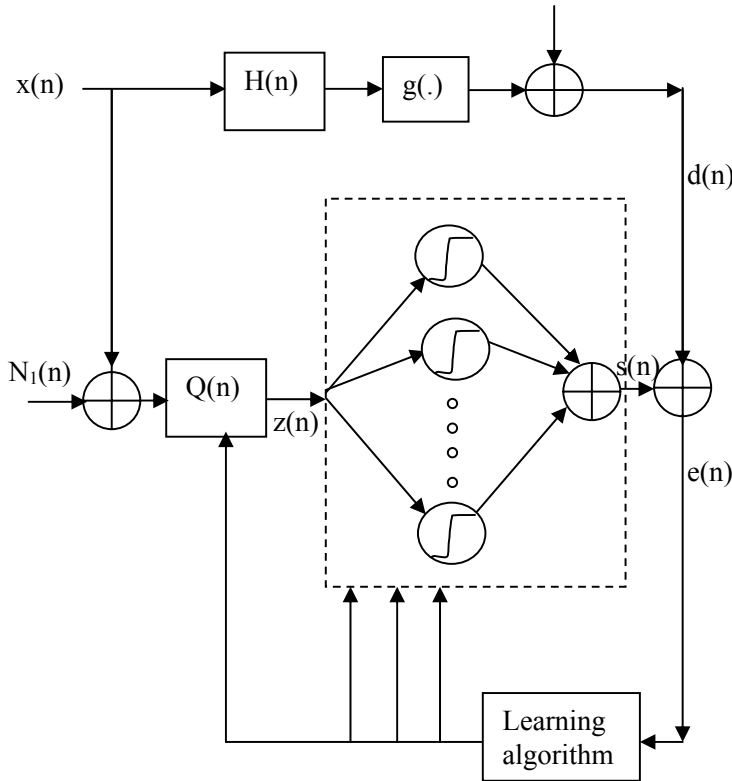 x(n)
H(n)
g(.)
d(n)
N₁(n)
Q(n)
z(n)
s(n)
e(n)
Learning
algorithm